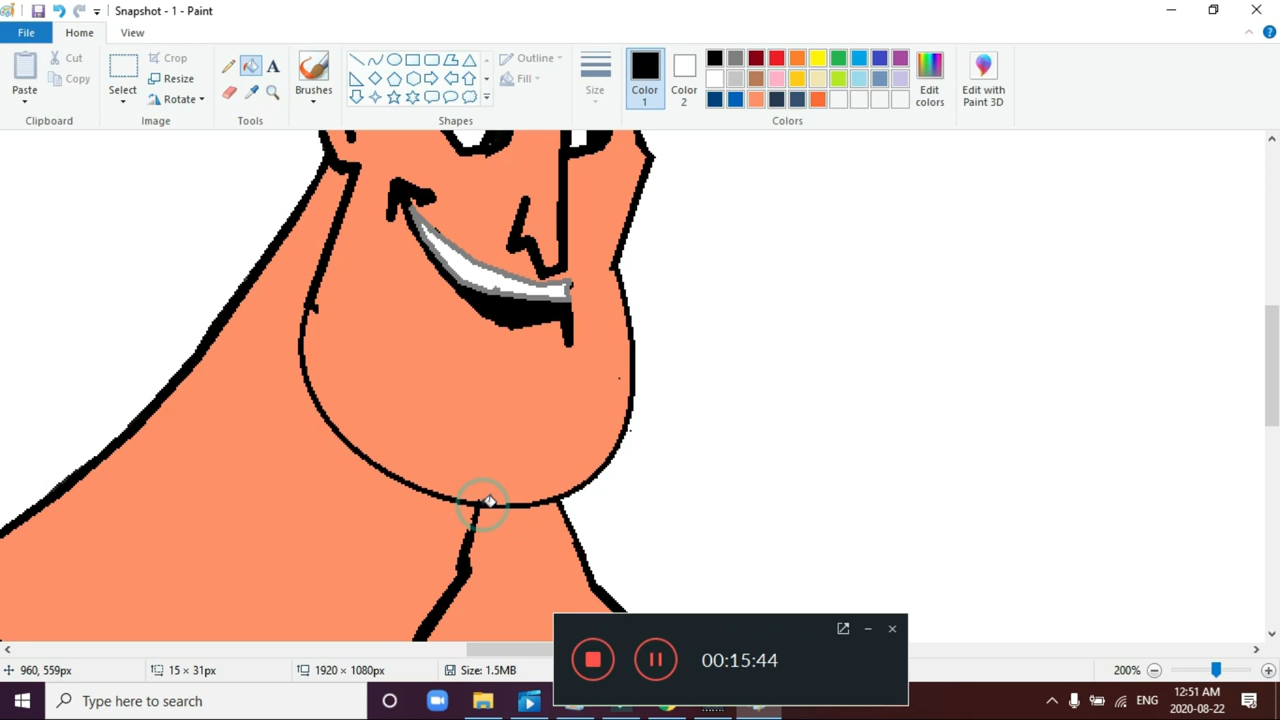 Snapshot - 1 - Paint
File Home View
Paste
Cut
Copy
Clipboard
Select
Crop
Resize
Rotate
Image
A
Tools
Brushes
Outline
Fill
Shapes
Size
Color 1
Color 2
Colors
Edit colors
Edit with Paint 3D
00:15:44
960, 559px
15 × 31px
1920 × 1080px
Size: 1.5MB
200%
Type here to search
ENG
12:51 AM
2020-08-22